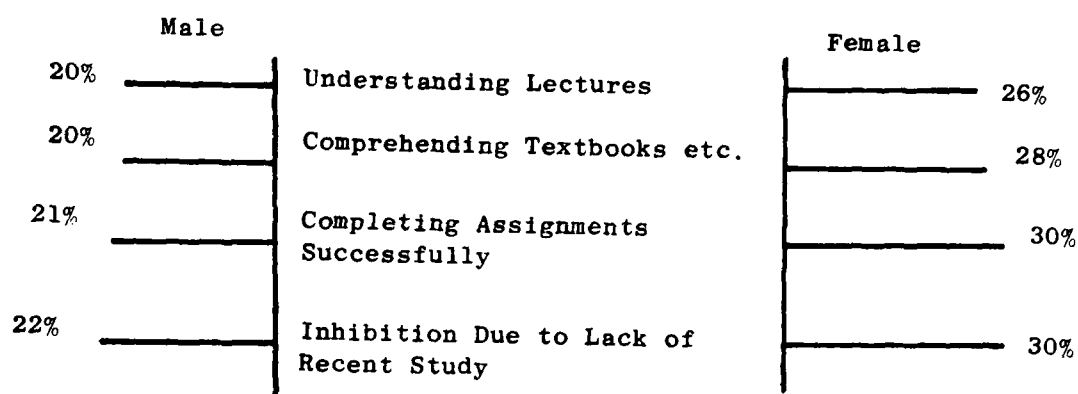 Male
Female
20%
Understanding Lectures
26%
20%
Comprehending Textbooks etc.
28%
21%
Completing Assignments
Successfully
30%
22%
Inhibition Due to Lack of
Recent Study
30%